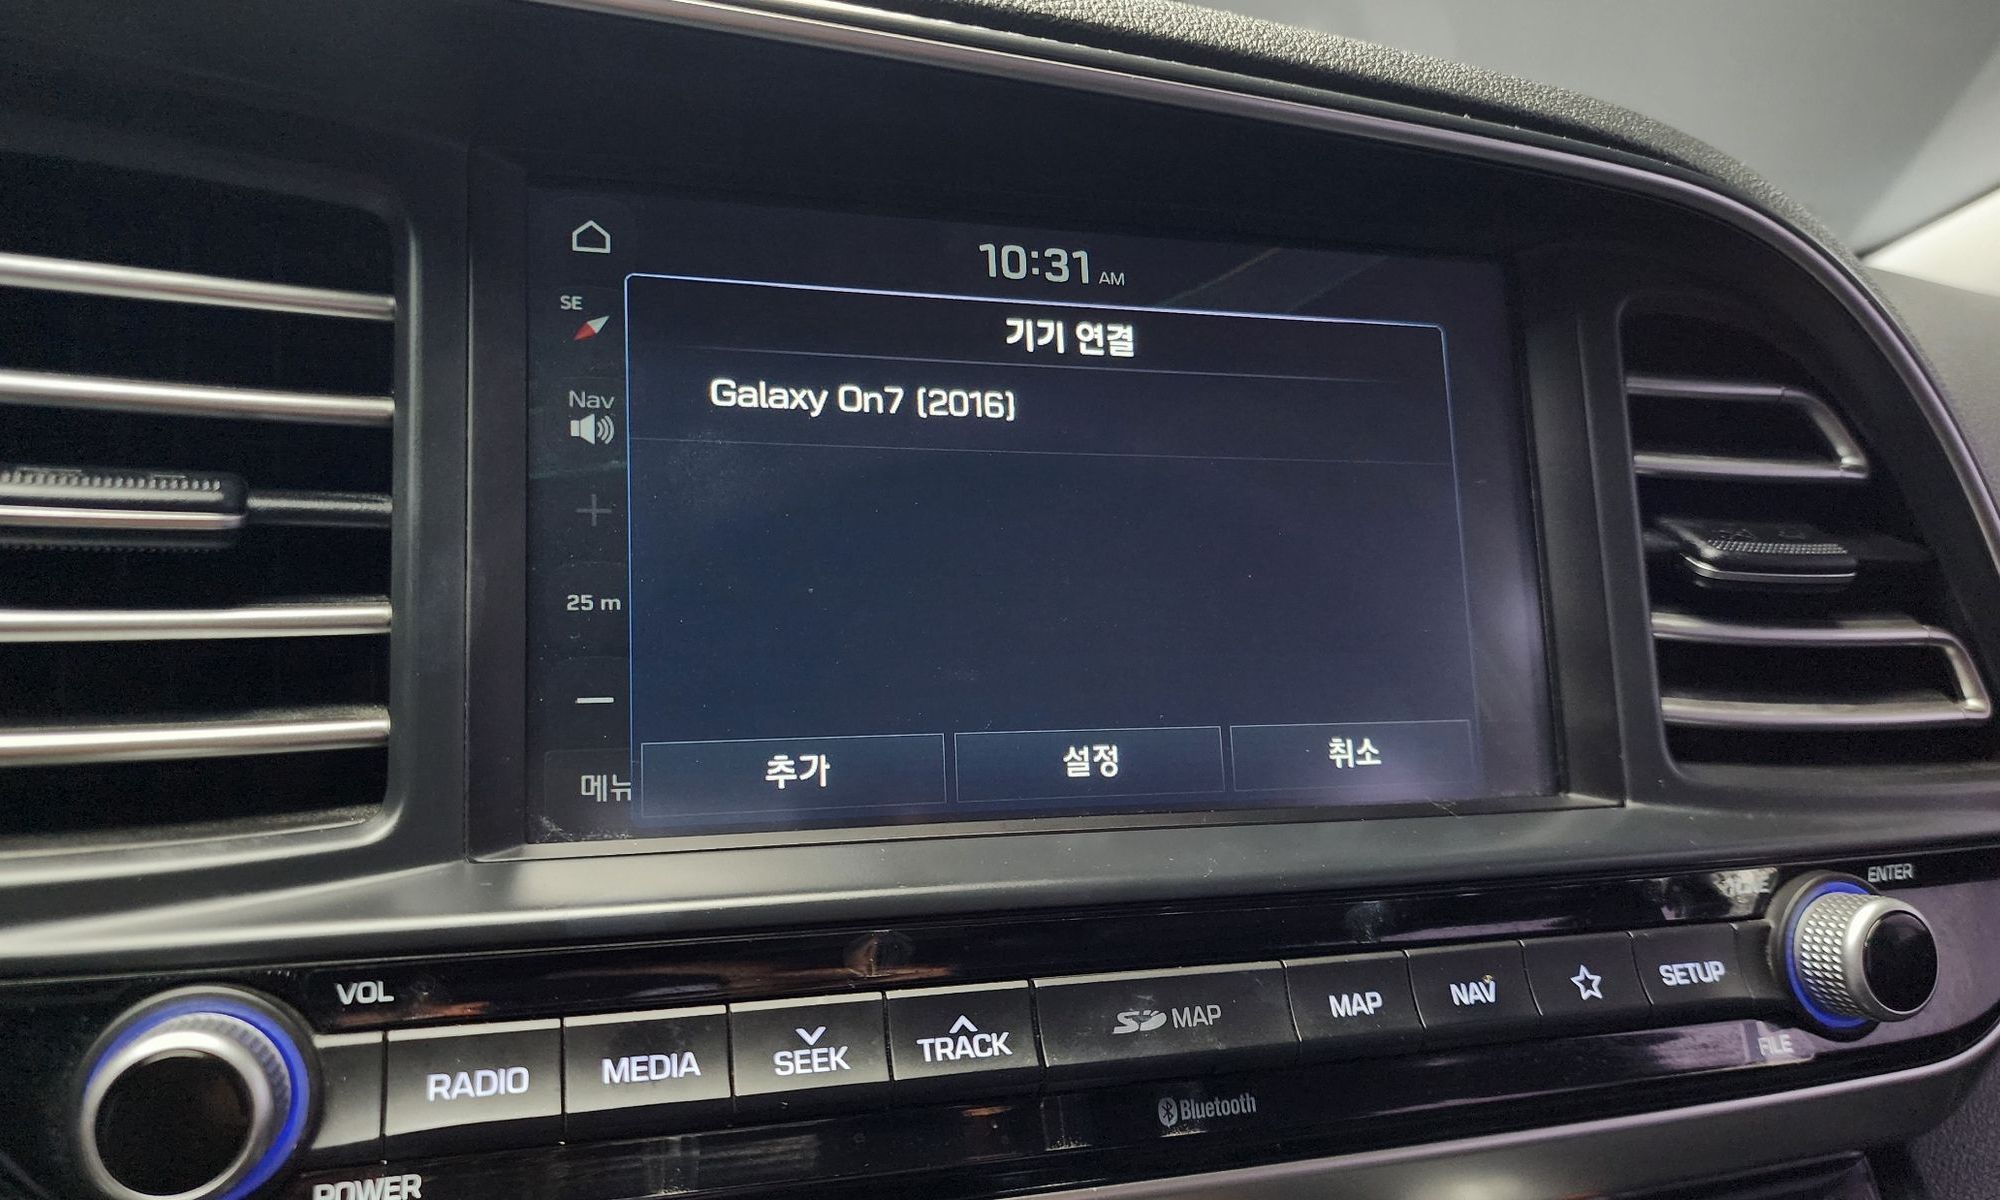 10:31 AM
SE
기기 연결
Galaxy On7 (2016)
Nav
25 m
추가
설정
취소
메뉴
ENTER
TUNE
VOL
RADIO
MEDIA
SEEK
TRACK
SD MAP
MAP
NAV
SETUP
FILE
Bluetooth
POWER